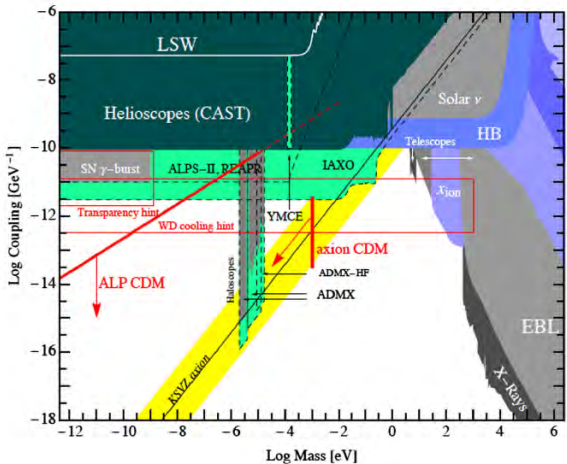 -6
-8
-10
-12
-14
-16
-18
Log Coupling [GeV⁻¹]
LSW
Helioscopes (CAST)
Solar ν
Telescopes
HB
SN γ-burst
ALPS-II, REAPR
IAXO
χion
Transparency hint
YMCE
WD cooling hint
axion CDM
ALP CDM
Haloscopes
ADMX-HF
ADMX
EBL
KSVZ axion
X-Rays
-12 -10 -8 -6 -4 -2 0 2 4 6
Log Mass [eV]